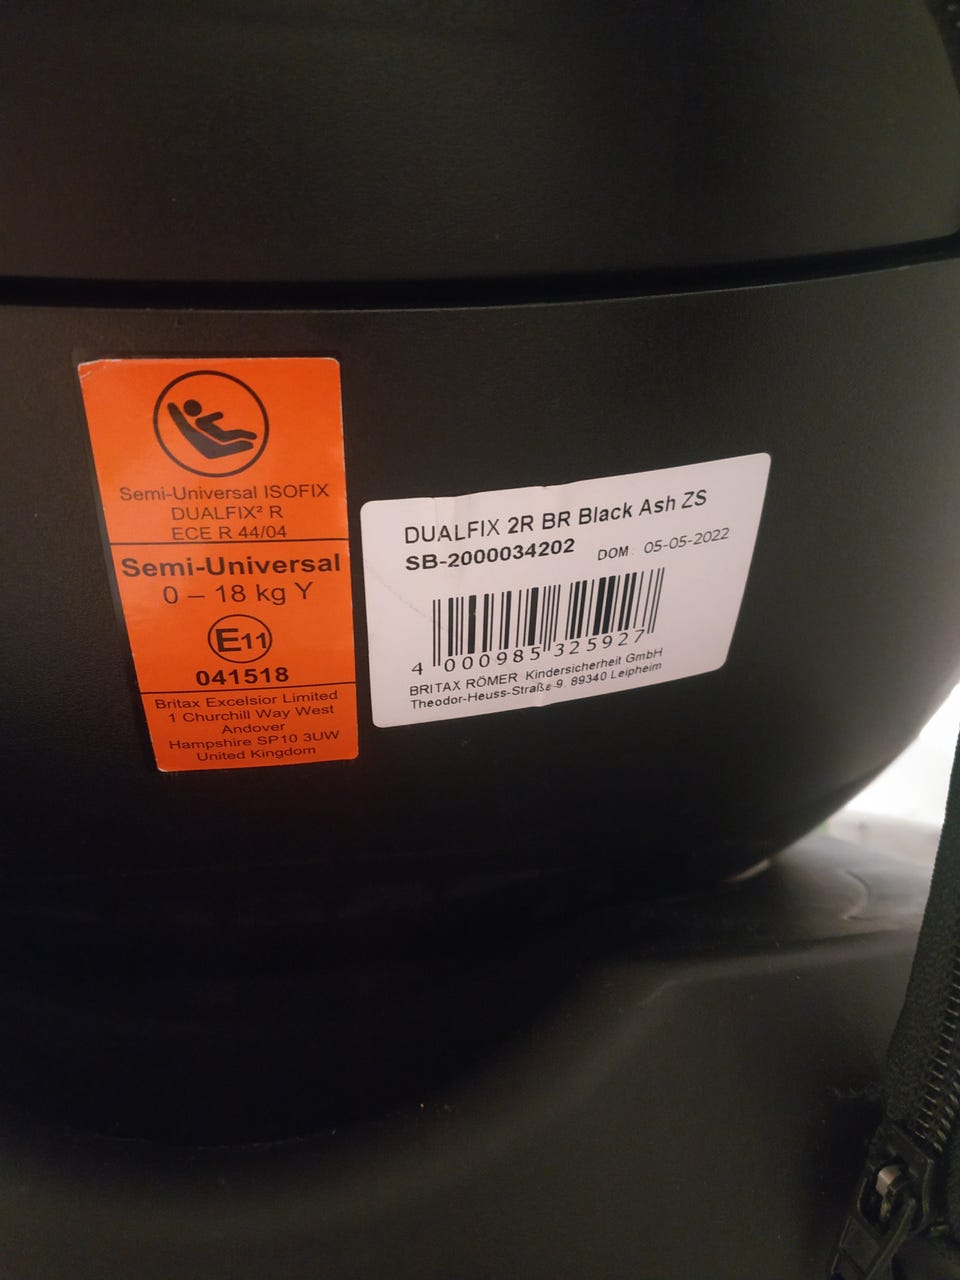 Semi-Universal ISOFIX
DUALFIX² R
ECE R 44/04
Semi-Universal
0 – 18 kg Y
E11
041518
Britax Excelsior Limited
1 Churchill Way West
Andover
Hampshire SP10 3UW
United Kingdom
DUALFIX 2R BR Black Ash ZS
SB-2000034202 DOM: 05-05-2022
4 000985 325927
BRITAX RÖMER Kindersicherheit GmbH
Theodor-Heuss-Straße 9, 89340 Leipheim